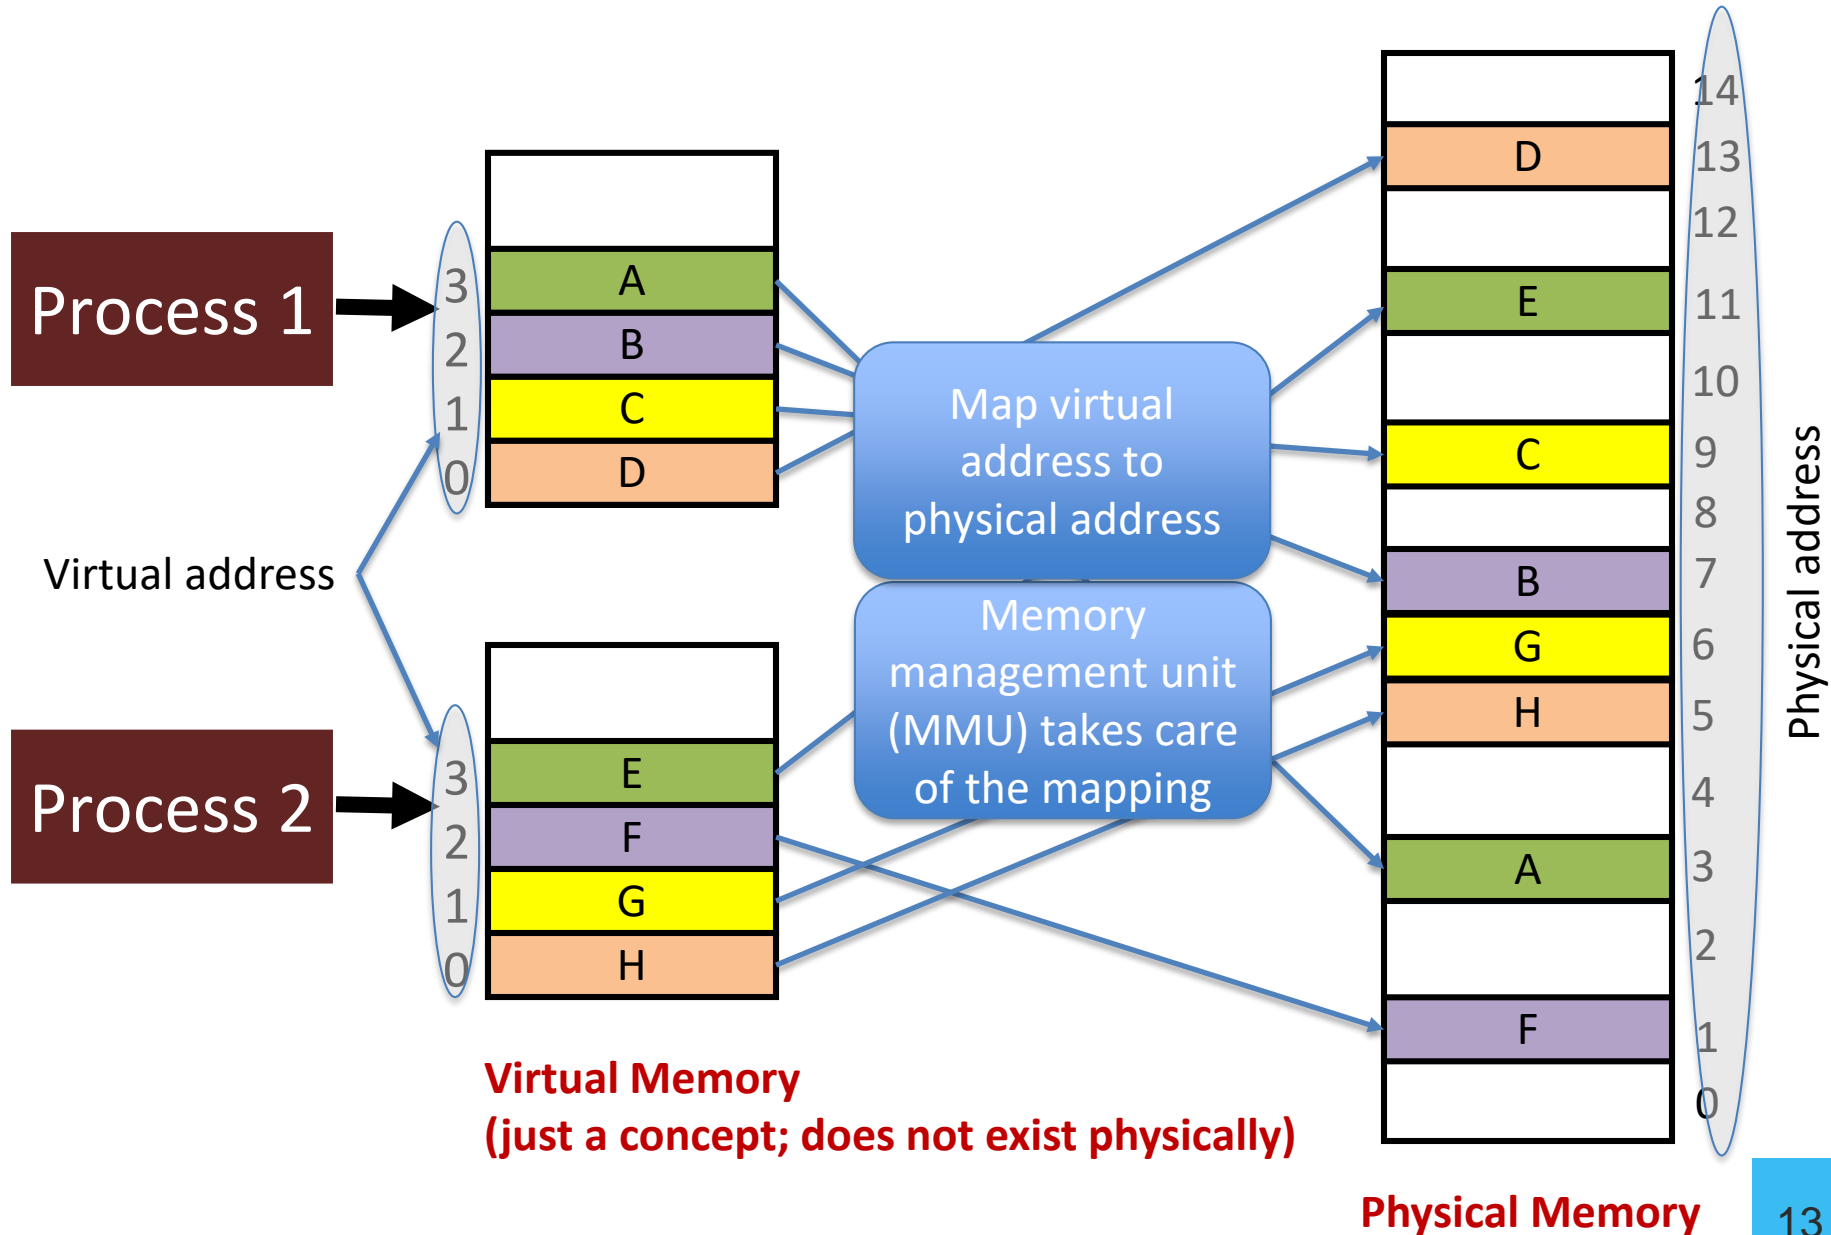 Process 1
3
2
1
0
A
B
C
D
Virtual address
Process 2
3
2
1
0
E
F
G
H
Map virtual
address to
physical address
Memory
management unit
(MMU) takes care
of the mapping
Virtual Memory
(just a concept; does not exist physically)
D
E
C
B
G
H
A
F
14
13
12
11
10
9
8
7
6
5
4
3
2
1
0
Physical address
Physical Memory
13